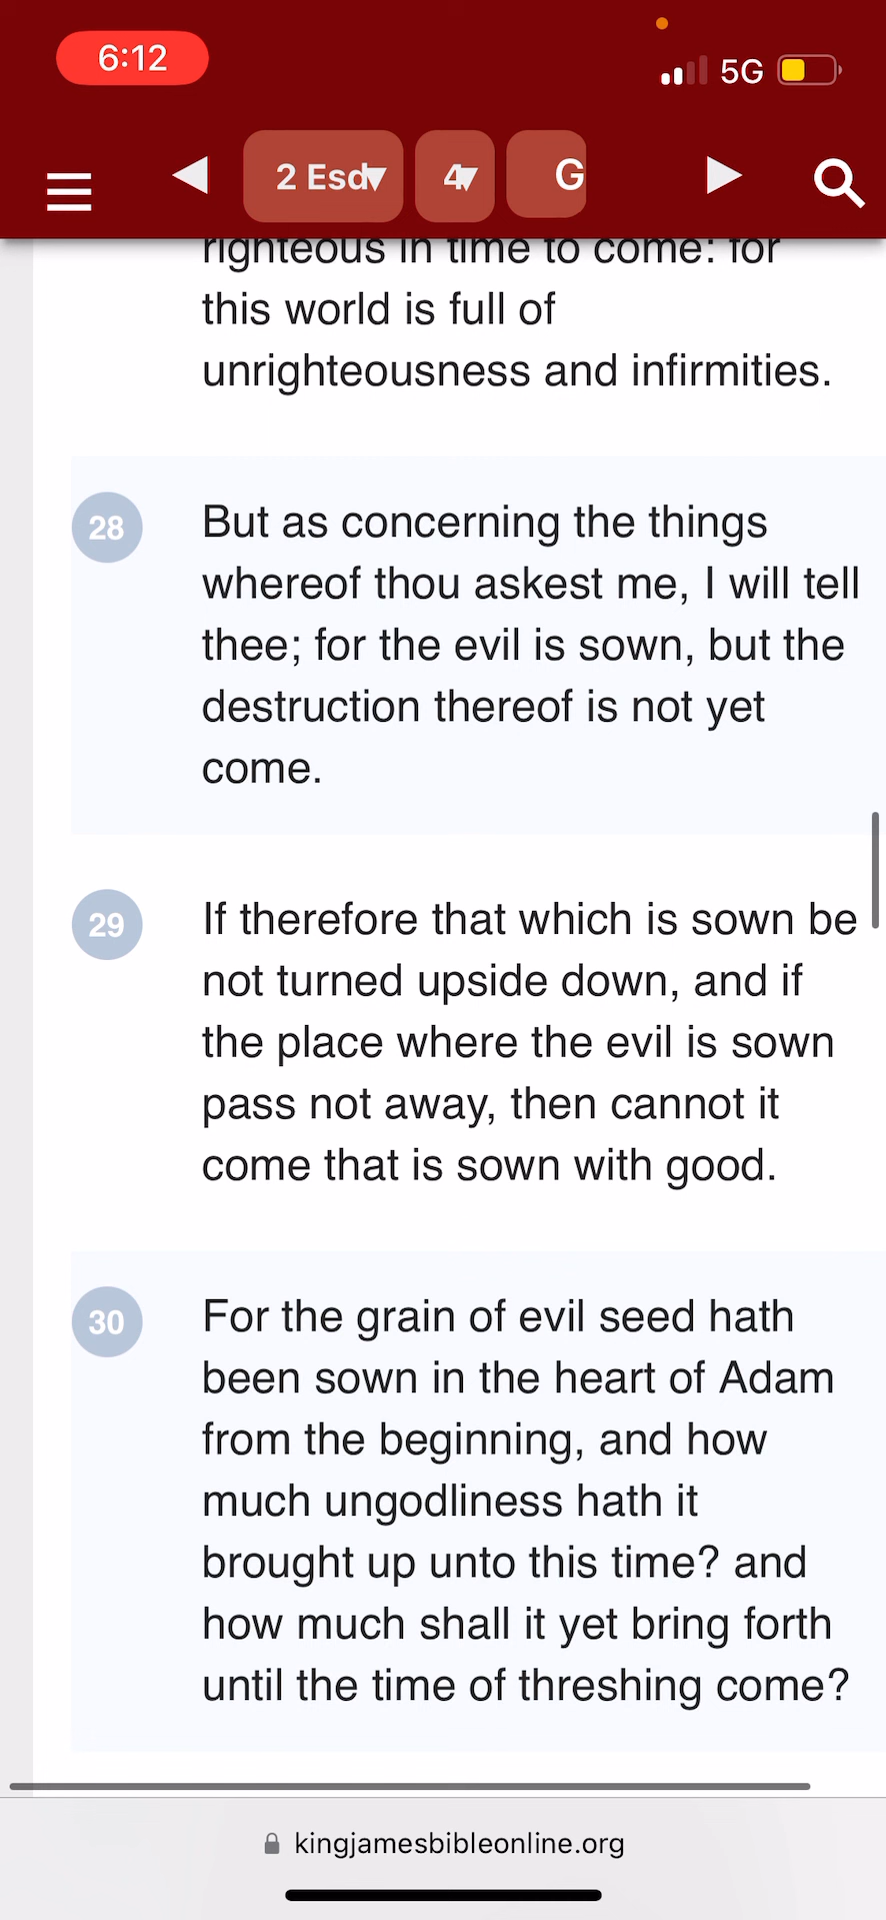 6:12
5G
2 Esd
4
G
righteous in time to come: for
this world is full of
unrighteousness and infirmities.
28
But as concerning the things
whereof thou askest me, I will tell
thee; for the evil is sown, but the
destruction thereof is not yet
come.
29
If therefore that which is sown be
not turned upside down, and if
the place where the evil is sown
pass not away, then cannot it
come that is sown with good.
30
For the grain of evil seed hath
been sown in the heart of Adam
from the beginning, and how
much ungodliness hath it
brought up unto this time? and
how much shall it yet bring forth
until the time of threshing come?
kingjamesbibleonline.org